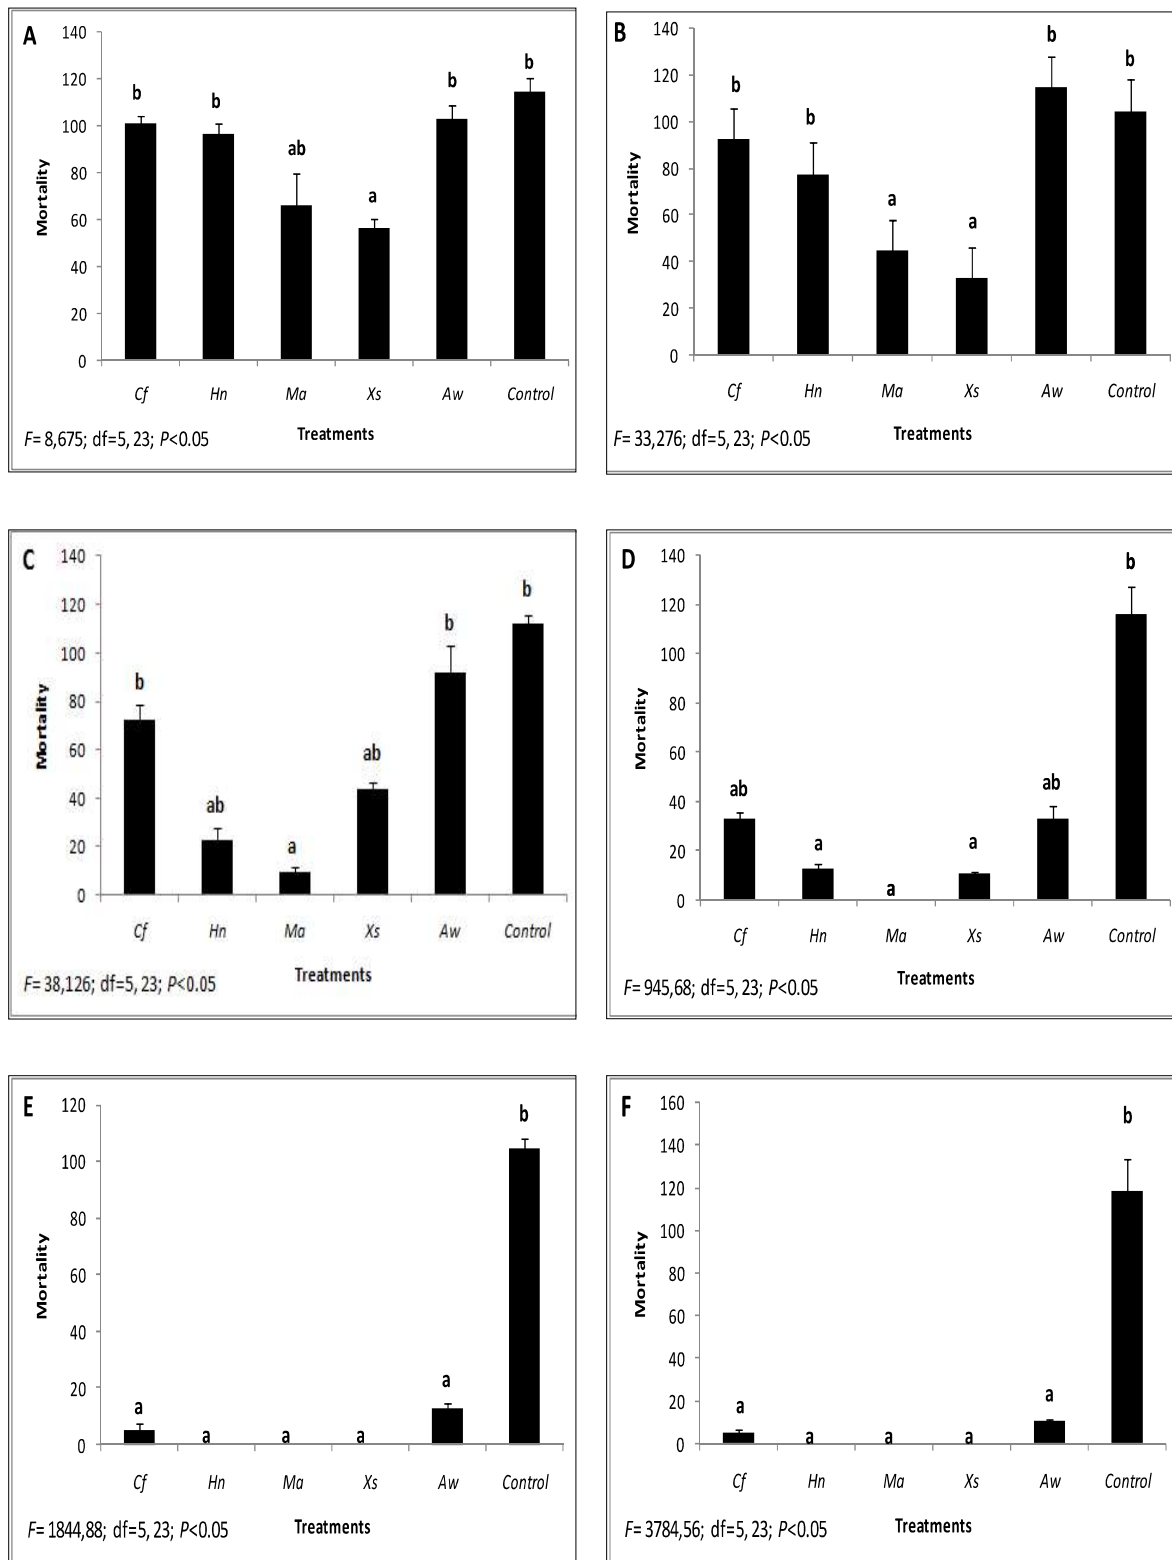 A
140
120
100
80
60
40
20
0
Mortality
b
b
ab
a
b
b
Cf Hn Ma Xs Aw Control
Treatments
F= 8,675; df=5, 23; P<0.05
B
140
120
100
80
60
40
20
0
Mortality
b
b
a
a
b
b
Cf Hn Ma Xs Aw Control
Treatments
F= 33,276; df=5, 23; P<0.05
C
140
120
100
80
60
40
20
0
Mortality
b
ab
a
ab
b
b
Cf Hn Ma Xs Aw Control
Treatments
F= 38,126; df=5, 23; P<0.05
D
140
120
100
80
60
40
20
0
Mortality
ab
a
a
a
ab
b
Cf Hn Ma Xs Aw Control
Treatments
F= 945,68; df=5, 23; P<0.05
E
120
100
80
60
40
20
0
Mortality
a
a
a
a
a
b
Cf Hn Ma Xs Aw Control
Treatments
F= 1844,88; df=5, 23; P<0.05
F
160
140
120
100
80
60
40
20
0
Mortality
a
a
a
a
a
b
Cf Hn Ma Xs Aw Control
Treatments
F= 3784,56; df=5, 23; P<0.05